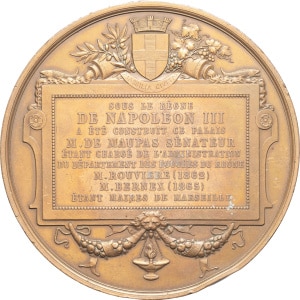 SOUS LE RÈGNE
DE NAPOLÉON III
A ÉTÉ CONSTRUIT CE PALAIS
M. DE MAUPAS SÉNATEUR
ÉTANT CHARGÉ DE L'ADMINISTRATION
DU DÉPARTEMENT DES BOUCHES DU RHÔNE
M. ROUVIÈRE (1862)
M. BERNEX (1865)
ÉTANT MAIRES DE MARSEILLE